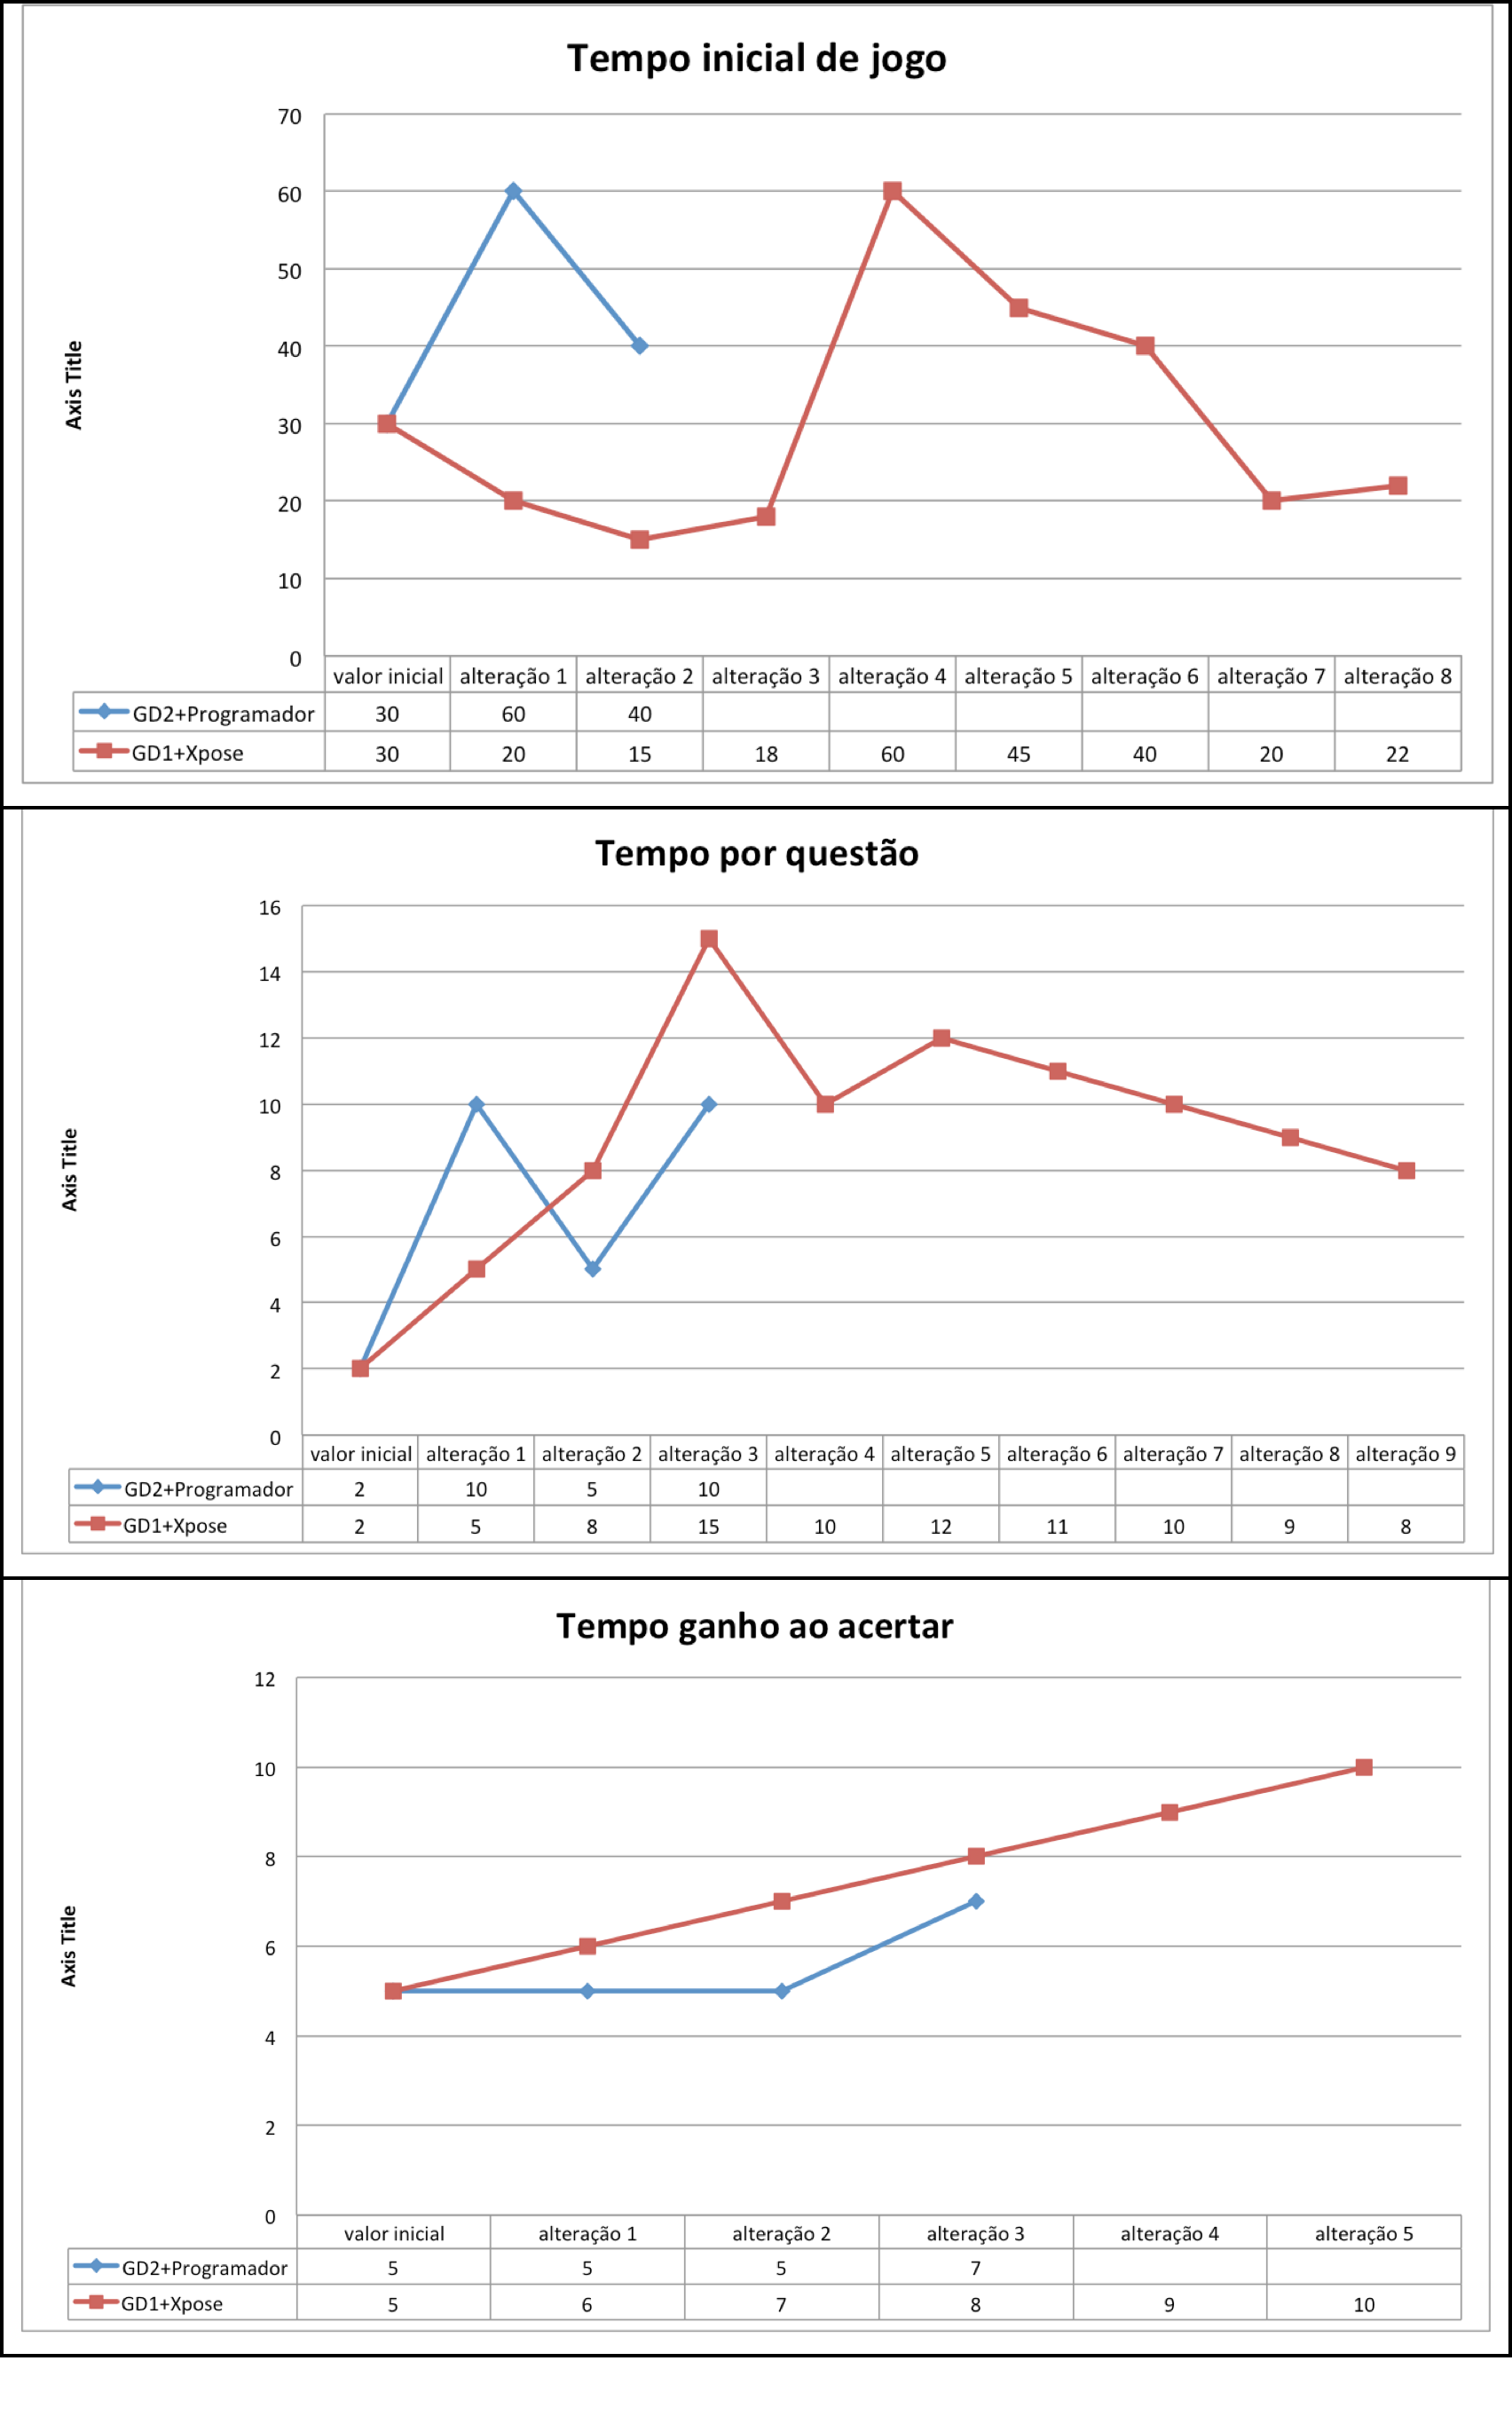 Tempo inicial de jogo
70
60
50
40
30
20
10
0
Axis Title
valor inicial alteração 1 alteração 2 alteração 3 alteração 4 alteração 5 alteração 6 alteração 7 alteração 8
GD2+Programador 30 60 40
GD1+Xpose 30 20 15 18 60 45 40 20 22
Tempo por questão
16
14
12
10
8
6
4
2
0
Axis Title
valor inicial alteração 1 alteração 2 alteração 3 alteração 4 alteração 5 alteração 6 alteração 7 alteração 8 alteração 9
GD2+Programador 2 10 5 10
GD1+Xpose 2 5 8 15 10 12 11 10 9 8
Tempo ganho ao acertar
12
10
8
6
4
2
0
Axis Title
valor inicial alteração 1 alteração 2 alteração 3 alteração 4 alteração 5
GD2+Programador 5 5 5 7
GD1+Xpose 5 6 7 8 9 10